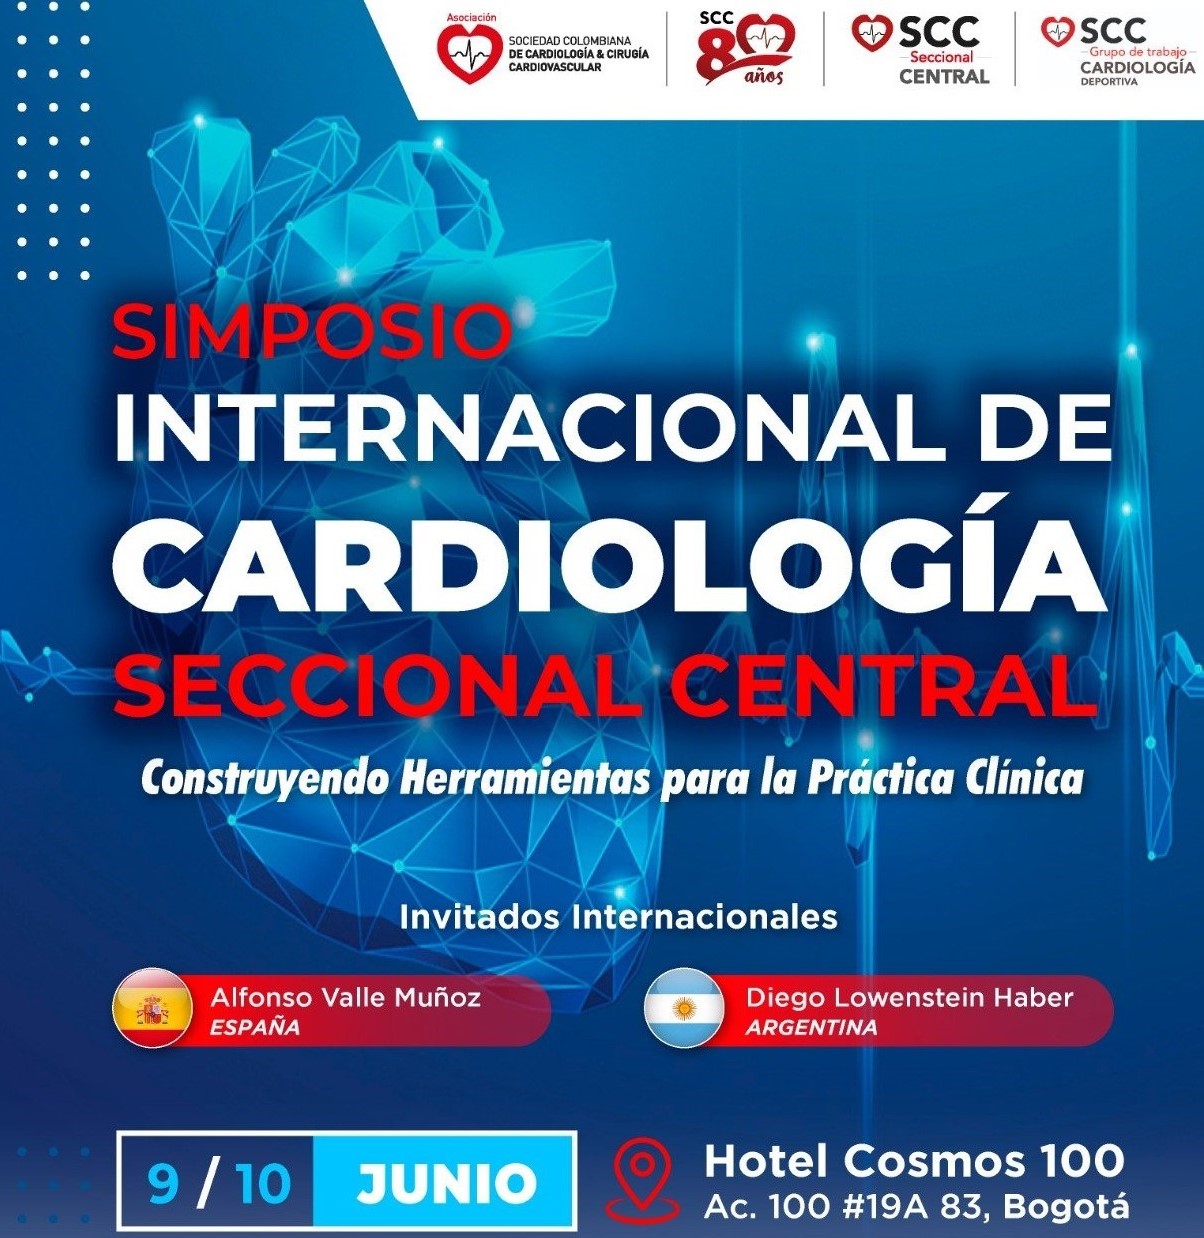 Asociación
SOCIEDAD COLOMBIANA
DE CARDIOLOGÍA & CIRUGÍA
CARDIOVASCULAR
SCC
80
años
SCC
Seccional
CENTRAL
SCC
Grupo de trabajo
CARDIOLOGÍA
DEPORTIVA
SIMPOSIO
INTERNACIONAL DE
CARDIOLOGÍA
SECCIONAL CENTRAL
Construyendo Herramientas para la Práctica Clínica
Invitados Internacionales
Alfonso Valle Muñoz
ESPAÑA
Diego Lowenstein Haber
ARGENTINA
9 / 10 JUNIO
Hotel Cosmos 100
Ac. 100 #19A 83, Bogotá